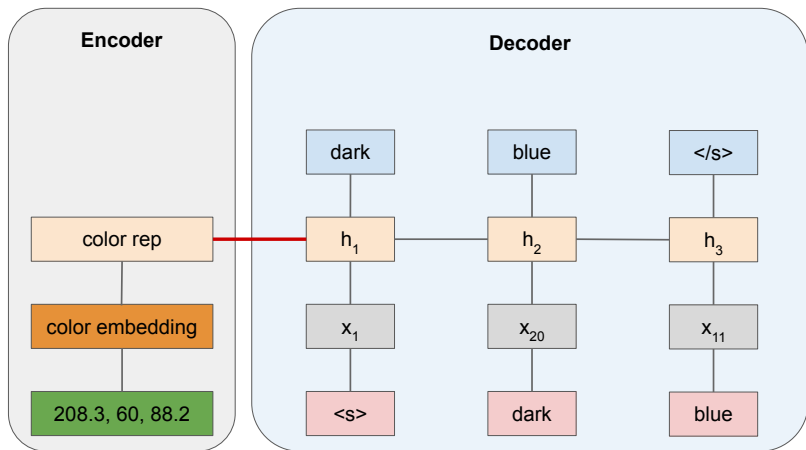 Encoder
Decoder
dark
blue
</s>
color rep
h1
h2
h3
color embedding
x1
x20
x11
208.3, 60, 88.2
<s>
dark
blue